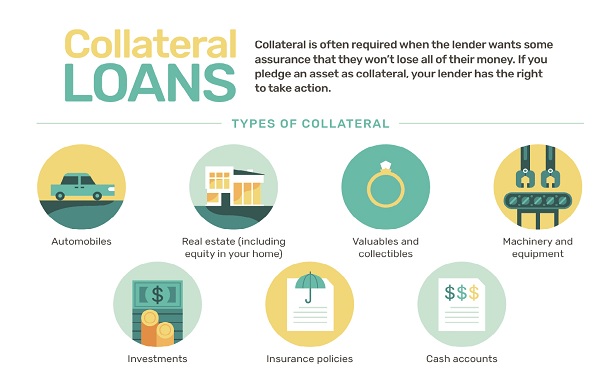 Collateral
LOANS
Collateral is often required when the lender wants some
assurance that they won't lose all of their money. If you
pledge an asset as collateral, your lender has the right
to take action.
TYPES OF COLLATERAL
Automobiles
Real estate (including
equity in your home)
Valuables and
collectibles
Machinery and
equipment
$
$$$
Investments
Insurance policies
Cash accounts